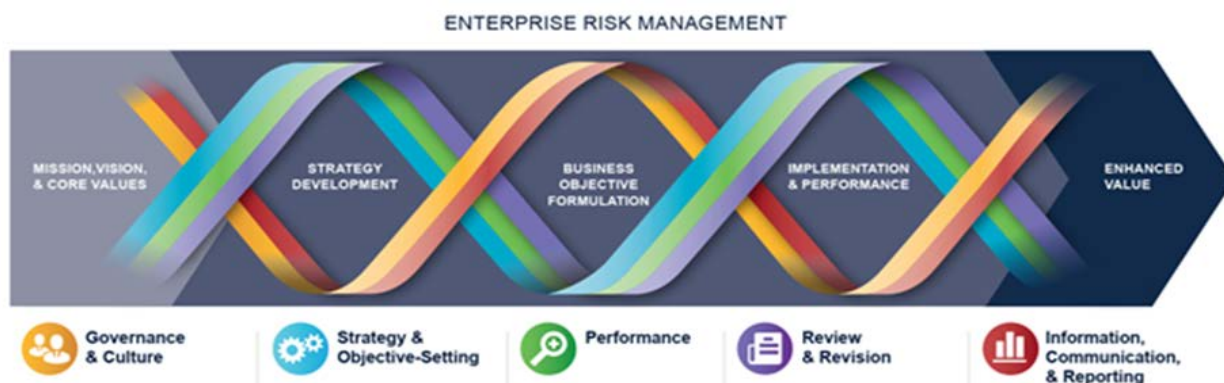 ENTERPRISE RISK MANAGEMENT
MISSION,VISION,
& CORE VALUES
STRATEGY
DEVELOPMENT
BUSINESS
OBJECTIVE
FORMULATION
IMPLEMENTATION
& PERFORMANCE
ENHANCED
VALUE
Governance
& Culture
Strategy &
Objective-Setting
Performance
Review
& Revision
Information,
Communication,
& Reporting